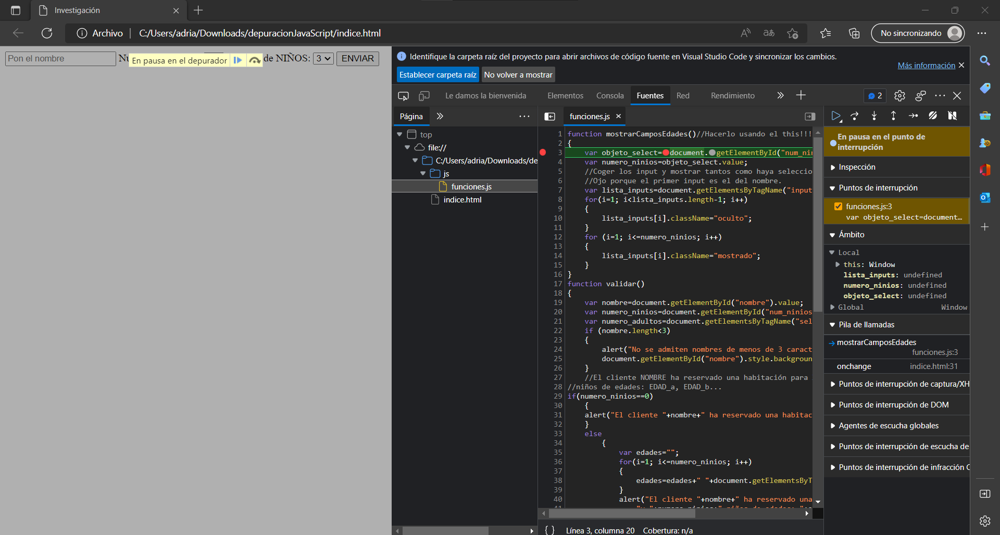 Investigación
Archivo
C:/Users/adria/Downloads/depuracionJavaScript/indice.html
No sincronizando
Pon el nombre
En pausa en el depurador
de NIÑOS:
3
ENVIAR
Identifique la carpeta raíz del proyecto para abrir archivos de código fuente en Visual Studio Code y sincronizar los cambios.
Más información
Establecer carpeta raíz
No volver a mostrar
Le damos la bienvenida
Elementos
Consola
Fuentes
Red
Rendimiento
2
Página
top
file://
C:/Users/adria/Downloads/de
js
funciones.js
indice.html
funciones.js
1 function mostrarCamposEdades()//Hacerlo usando el this!!!
2 {
3 var objeto_select=document.getElementById("num_nin
4 var numero_ninios=objeto_select.value;
5 //Coger los input y mostrar tantos como haya seleccio
6 //Ojo porque el primer input es el del nombre.
7 var lista_inputs=document.getElementsByTagName("input
8 for(i=1; i<lista_inputs.length-1; i++)
9 {
10 lista_inputs[i].className="oculto";
11 }
12 for (i=1; i<=numero_ninios; i++)
13 {
14 lista_inputs[i].className="mostrado";
15 }
16 }
17 function validar()
18 {
19 var nombre=document.getElementById("nombre").value;
20 var numero_ninios=document.getElementById("num_ninios
21 var numero_adultos=document.getElementsByTagName("sel
22 if (nombre.length<3)
23 {
24 alert("No se admiten nombres de menos de 3 caract
25 document.getElementById("nombre").style.backgroun
26 }
27 //El cliente NOMBRE ha reservado una habitación para
28 //niños de edades: EDAD_a, EDAD_b...
29 if(numero_ninios==0)
30 {
31 alert("El cliente "+nombre+" ha reservado una habitac
32 }
33 else
34 {
35 var edades="";
36 for(i=1; i<=numero_ninios; i++)
37 {
38 edades=edades+" "+document.getElementsByT
39 }
40 alert("El cliente "+nombre+" ha reservado una
{ } Línea 3, columna 20 Cobertura: n/a
En pausa en el punto de
interrupción
Inspección
Puntos de interrupción
funciones.js:3
var objeto_select=document…
Ámbito
Local
this: Window
lista_inputs: undefined
numero_ninios: undefined
objeto_select: undefined
Global Window
Pila de llamadas
mostrarCamposEdades
funciones.js:3
onchange indice.html:31
Puntos de interrupción de captura/XH
Puntos de interrupción de DOM
Agentes de escucha globales
Puntos de interrupción de escucha de
Puntos de interrupción de infracción C